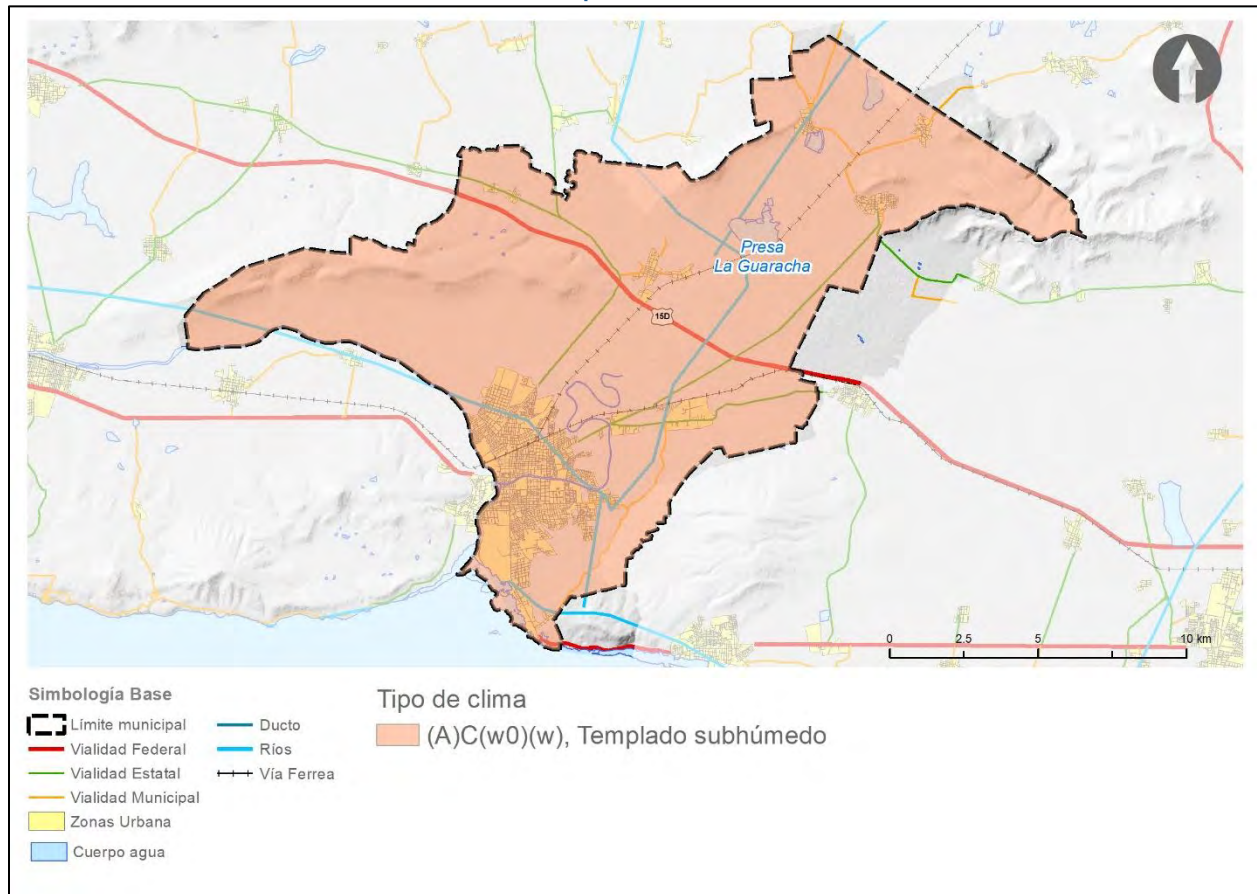 Presa
La Guaracha
15D
0 2.5 5 10 km
Simbología Base
Límite municipal
Vialidad Federal
Vialidad Estatal
Vialidad Municipal
Zonas Urbana
Cuerpo agua
Ducto
Ríos
Vía Ferrea
Tipo de clima
(A)C(w0)(w), Templado subhúmedo